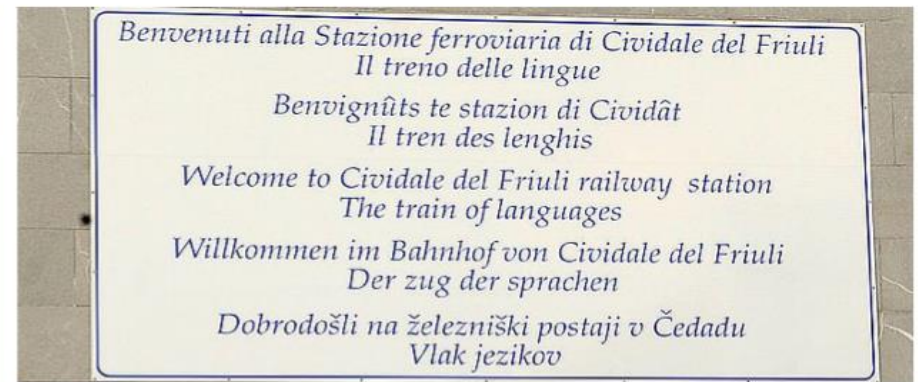 Benvenuti alla Stazione ferroviaria di Cividale del Friuli
Il treno delle lingue
Benvignûts te stazion di Cividât
Il tren des lenghis
Welcome to Cividale del Friuli railway station
The train of languages
Willkommen im Bahnhof von Cividale del Friuli
Der zug der sprachen
Dobrodošli na železniški postaji v Čedadu
Vlak jezikov